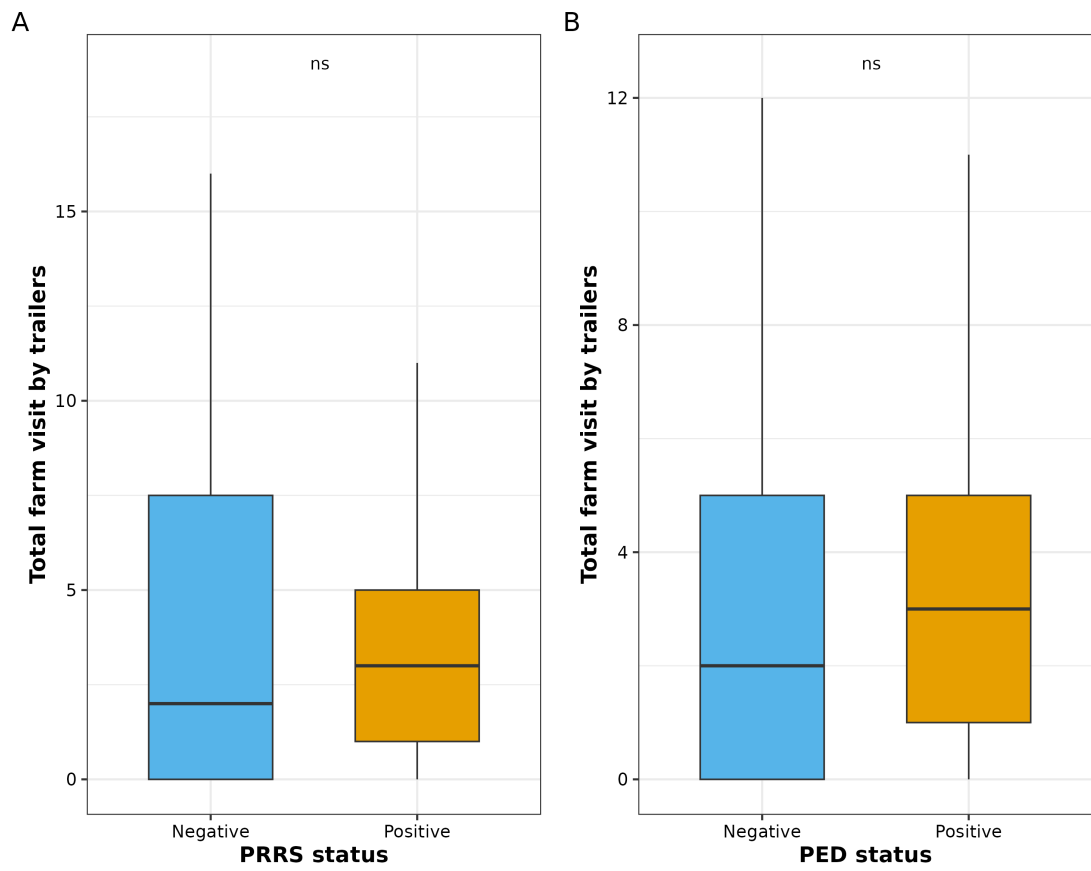 A
ns
15
10
5
0
Total farm visit by trailers
Negative
Positive
PRRS status
B
ns
12
8
4
0
Total farm visit by trailers
Negative
Positive
PED status